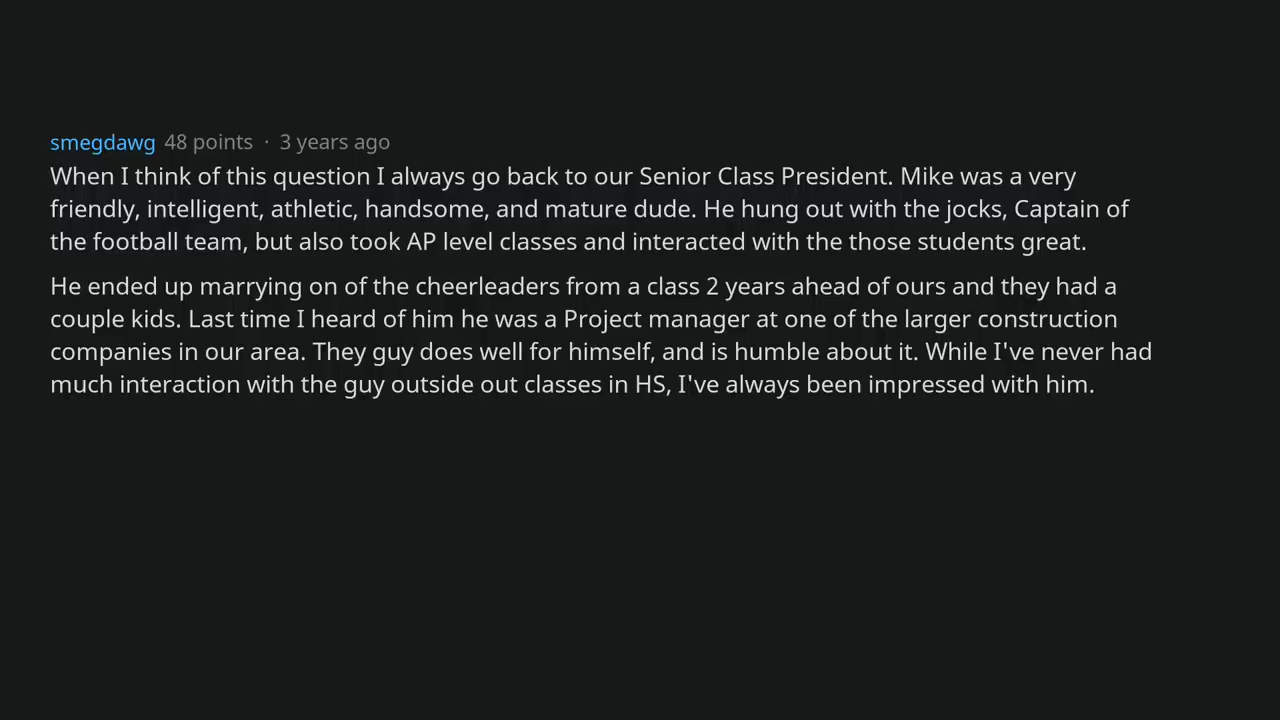 smegdawg 48 points · 3 years ago
When I think of this question I always go back to our Senior Class President. Mike was a very
friendly, intelligent, athletic, handsome, and mature dude. He hung out with the jocks, Captain of
the football team, but also took AP level classes and interacted with the those students great.
He ended up marrying on of the cheerleaders from a class 2 years ahead of ours and they had a
couple kids. Last time I heard of him he was a Project manager at one of the larger construction
companies in our area. They guy does well for himself, and is humble about it. While I've never had
much interaction with the guy outside out classes in HS, I've always been impressed with him.